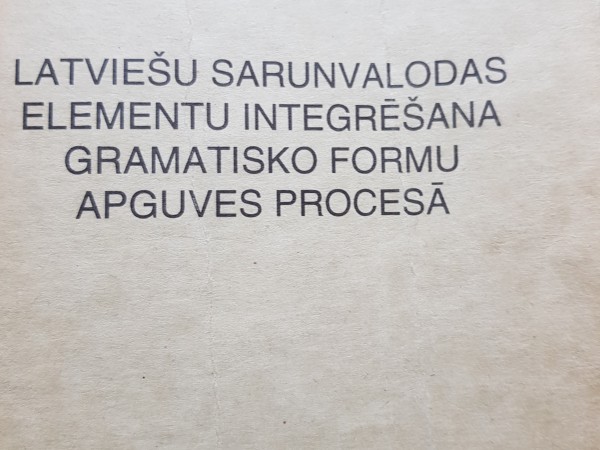 LATVIEŠU SARUNVALODAS
ELEMENTU INTEGRĒŠANA
GRAMATISKO FORMU
APGUVES PROCESĀ